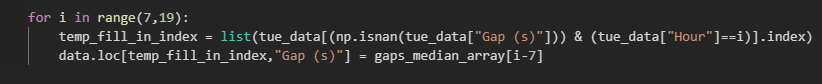 for i in range(7,19):
    temp_fill_in_index = list(tue_data[(np.isnan(tue_data["Gap (s)"])) & (tue_data["Hour"]==i)].index)
    data.loc[temp_fill_in_index,"Gap (s)"] = gaps_median_array[i-7]